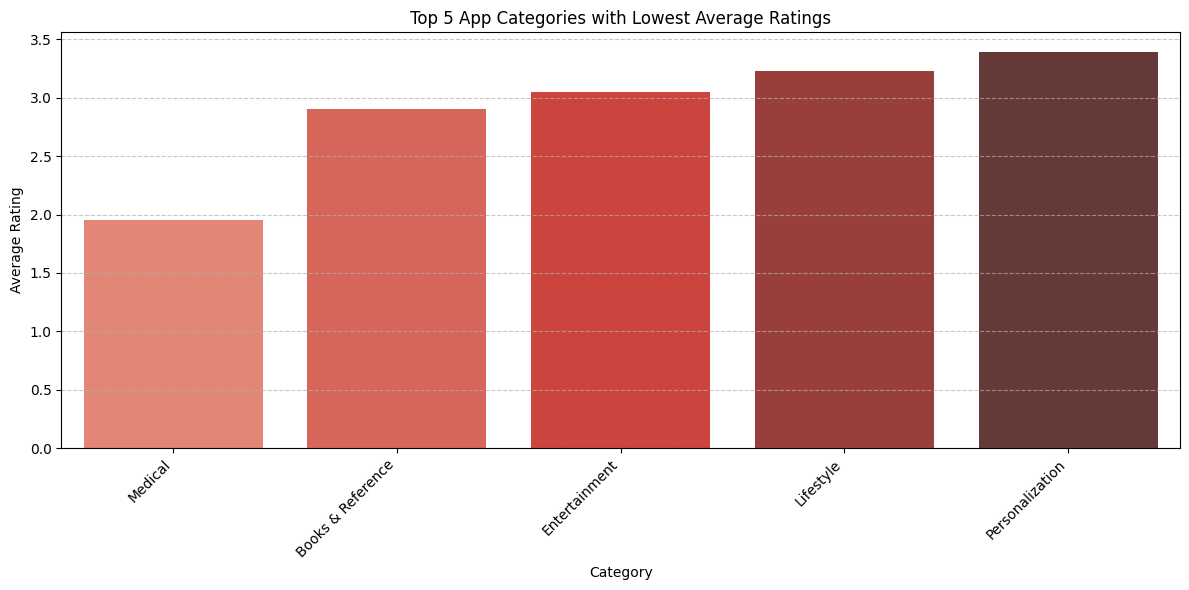 Top 5 App Categories with Lowest Average Ratings
3.5
3.0
2.5
2.0
1.5
1.0
0.5
0.0
Average Rating
Medical
Books & Reference
Entertainment
Lifestyle
Personalization
Category